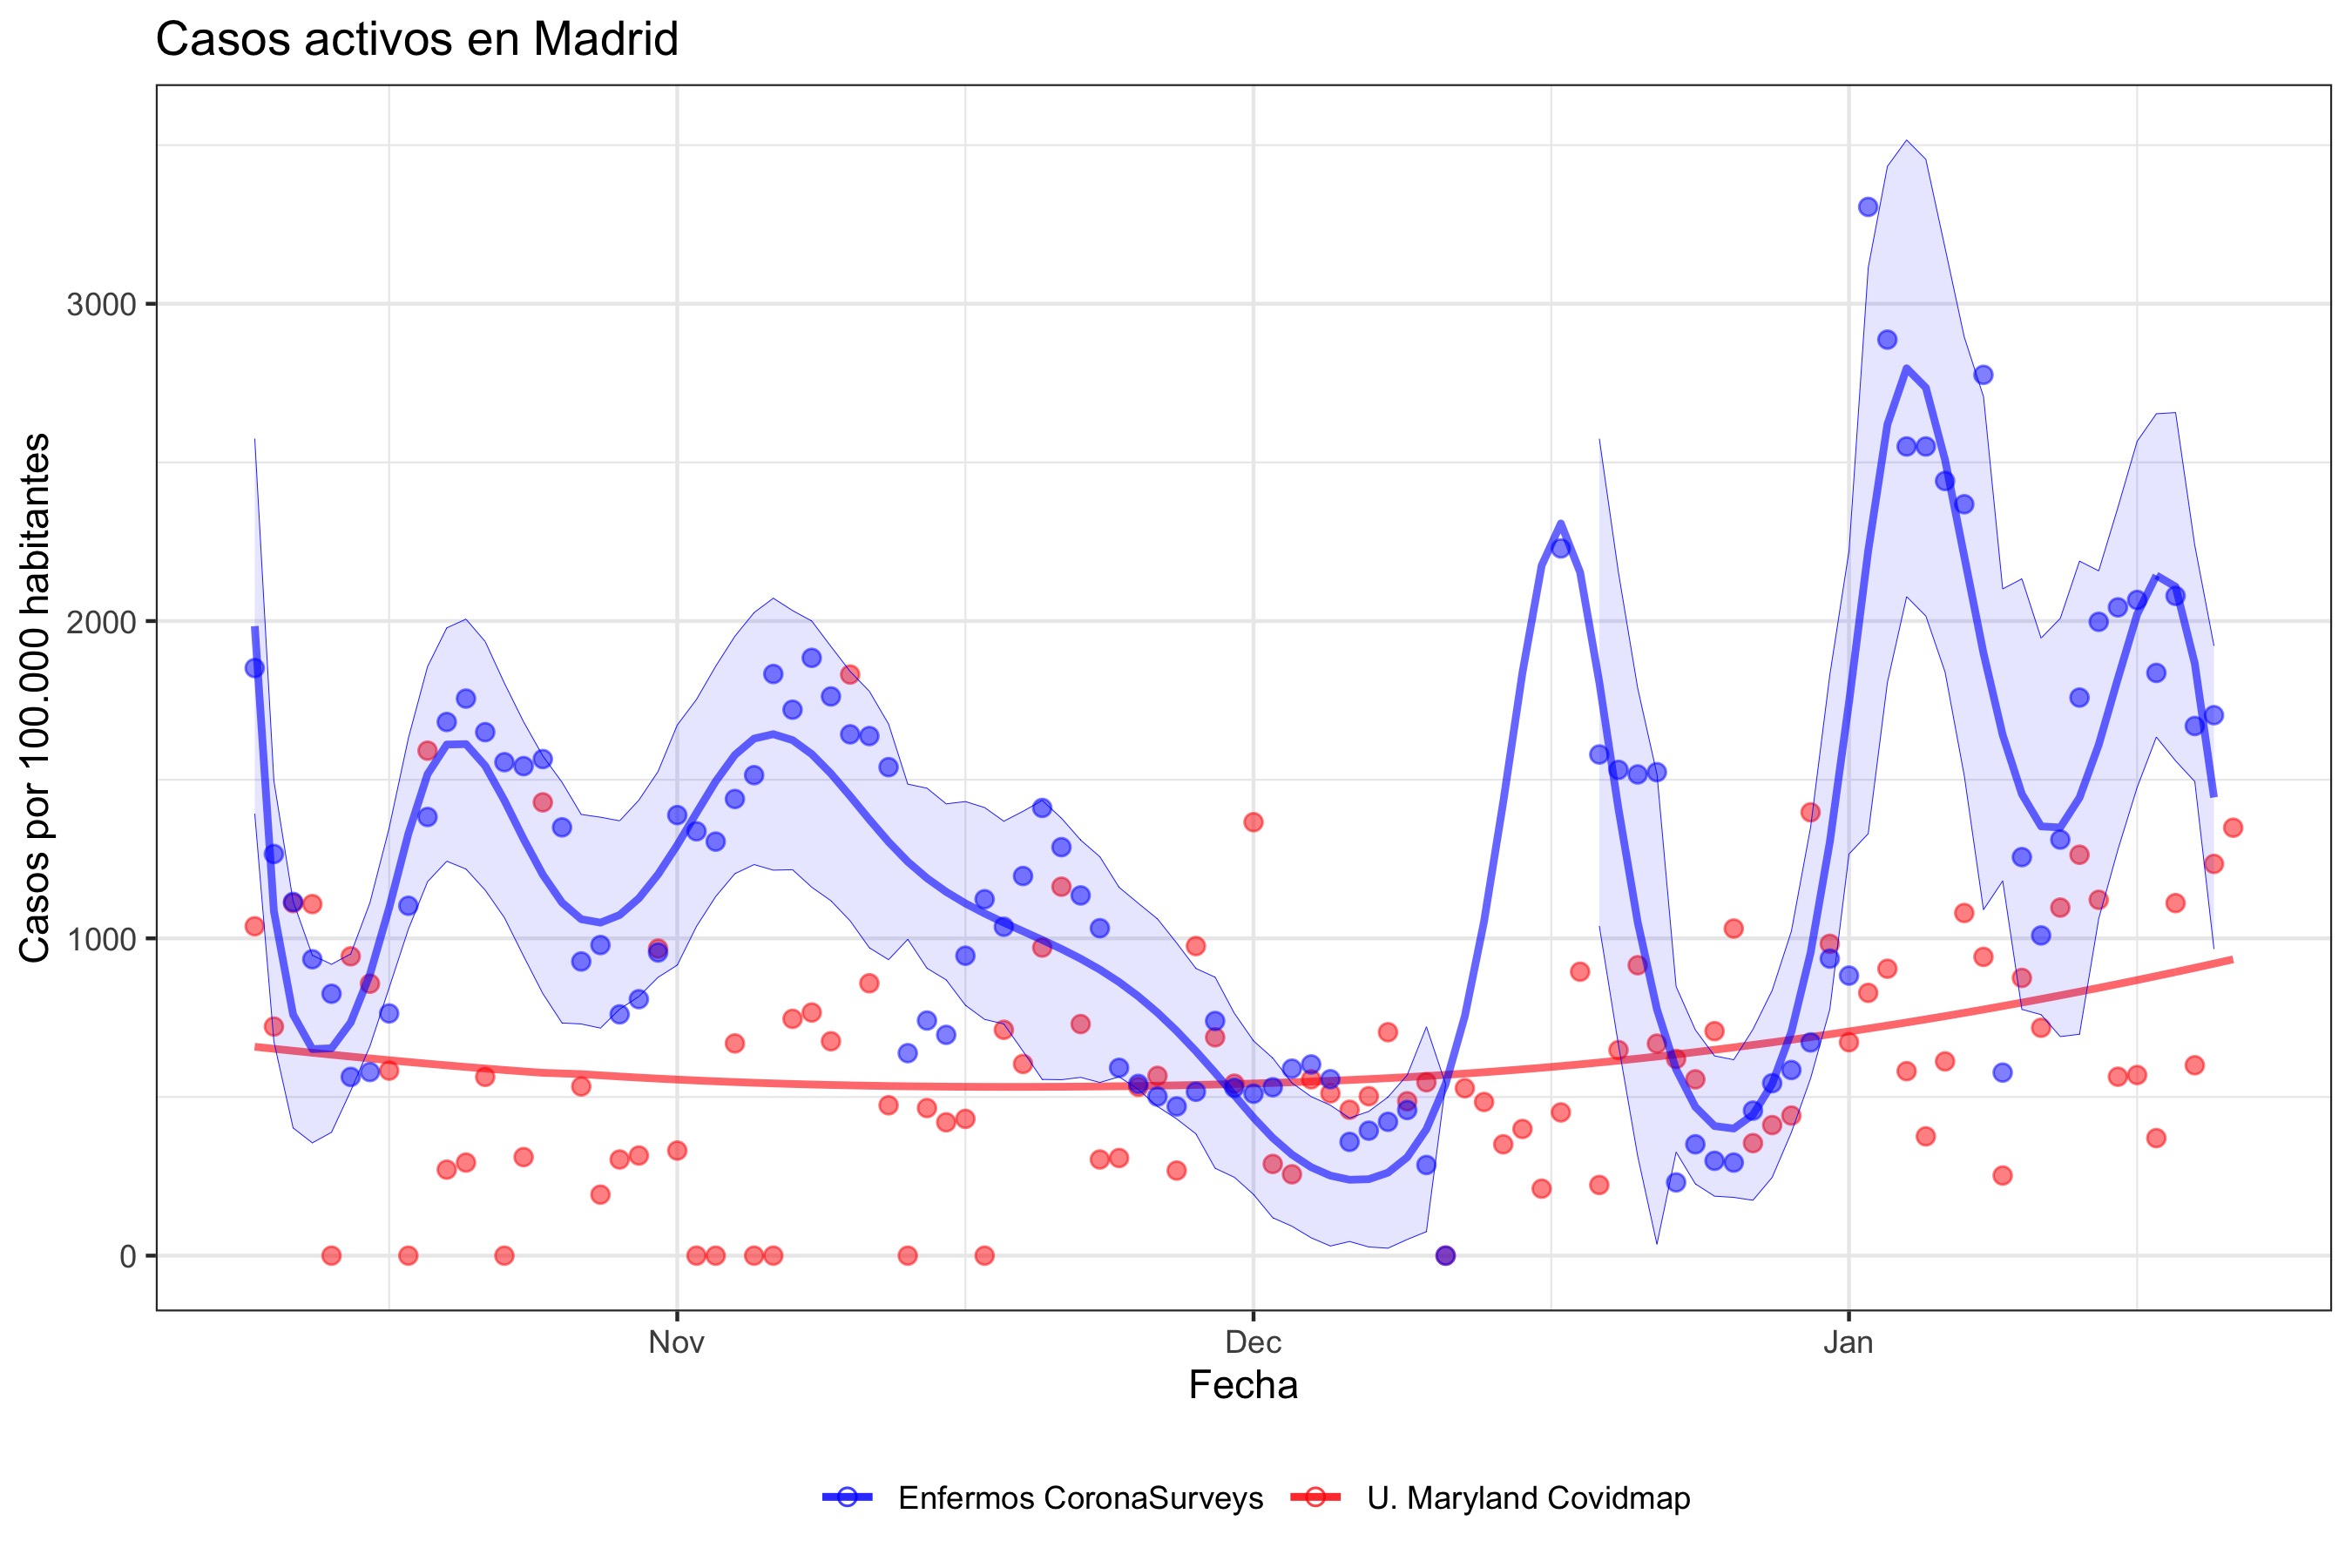 Casos activos en Madrid
Casos por 100.000 habitantes
3000
2000
1000
0
Nov Dec Jan
Fecha
Enfermos CoronaSurveys U. Maryland Covidmap